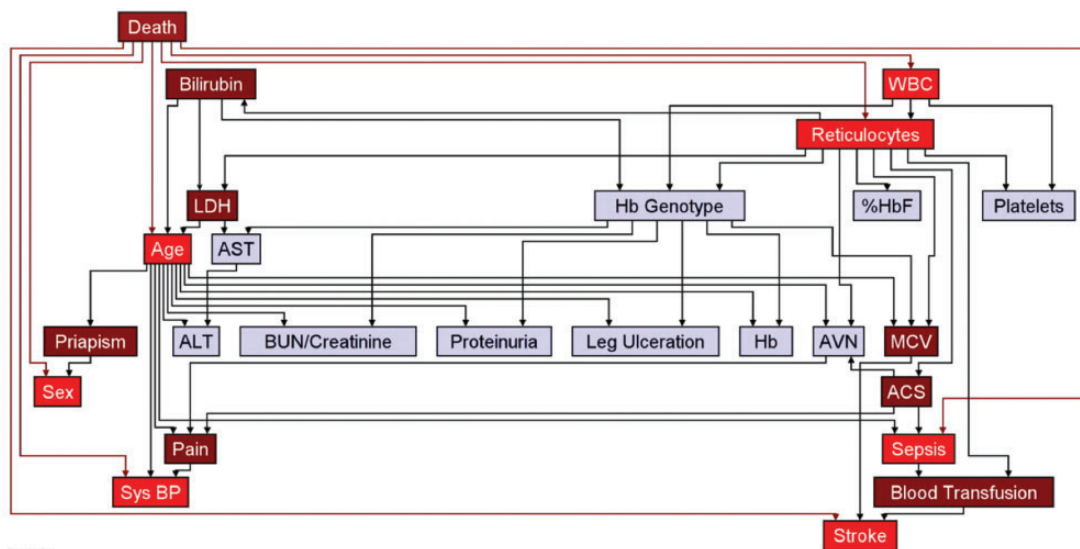 Death
Bilirubin
WBC
Reticulocytes
LDH
Hb Genotype
%HbF
Platelets
Age
AST
Priapism
ALT
BUN/Creatinine
Proteinuria
Leg Ulceration
Hb
AVN
MCV
Sex
ACS
Pain
Sepsis
Sys BP
Blood Transfusion
Stroke